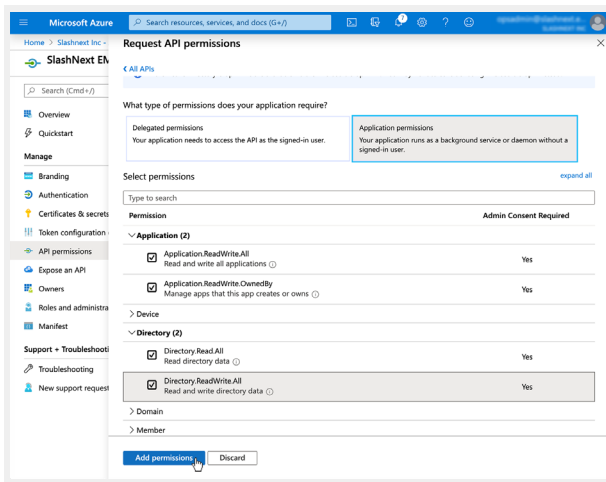 Microsoft Azure
Search resources, services, and docs (G+/)
Home > Slashnext Inc -
SlashNext EM
Search (Cmd+/)
Overview
Quickstart
Manage
Branding
Authentication
Certificates & secrets
Token configuration
API permissions
Expose an API
Owners
Roles and administra
Manifest
Support + Troubleshooti
Troubleshooting
New support request
Request API permissions
All APIs
What type of permissions does your application require?
Delegated permissions
Your application needs to access the API as the signed-in user.
Application permissions
Your application runs as a background service or daemon without a
signed-in user.
Select permissions
expand all
Type to search
Permission Admin Consent Required
Application (2)
Application.ReadWrite.All
Read and write all applications
Yes
Application.ReadWrite.OwnedBy
Manage apps that this app creates or owns
Yes
Device
Directory (2)
Directory.Read.All
Read directory data
Yes
Directory.ReadWrite.All
Read and write directory data
Yes
Domain
Member
Add permissions Discard